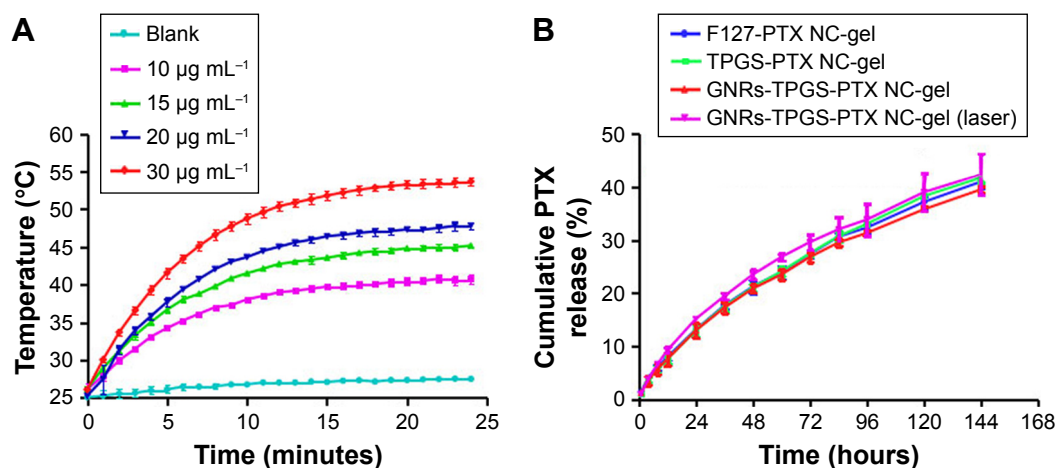 A
Blank
10 µg mL⁻¹
15 µg mL⁻¹
20 µg mL⁻¹
30 µg mL⁻¹
Temperature (°C)
60
55
50
45
40
35
30
25
0 5 10 15 20 25
Time (minutes)
B
F127-PTX NC-gel
TPGS-PTX NC-gel
GNRs-TPGS-PTX NC-gel
GNRs-TPGS-PTX NC-gel (laser)
Cumulative PTX
release (%)
50
40
30
20
10
0
0 24 48 72 96 120 144 168
Time (hours)